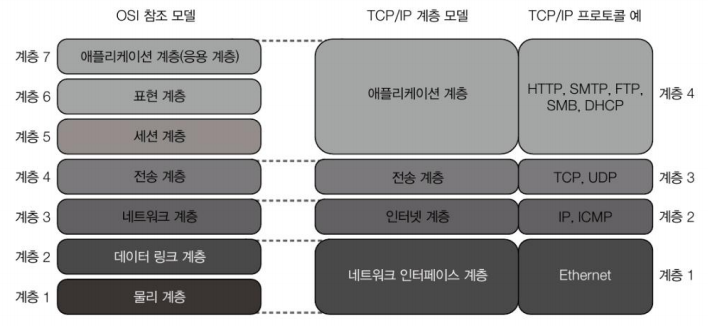 OSI 참조 모델
TCP/IP 계층 모델
TCP/IP 프로토콜 예
계층 7
애플리케이션 계층(응용 계층)
계층 6
표현 계층
계층 5
세션 계층
애플리케이션 계층
HTTP, SMTP, FTP,
SMB, DHCP
계층 4
계층 4
전송 계층
전송 계층
TCP, UDP
계층 3
계층 3
네트워크 계층
인터넷 계층
IP, ICMP
계층 2
계층 2
데이터 링크 계층
계층 1
물리 계층
네트워크 인터페이스 계층
Ethernet
계층 1